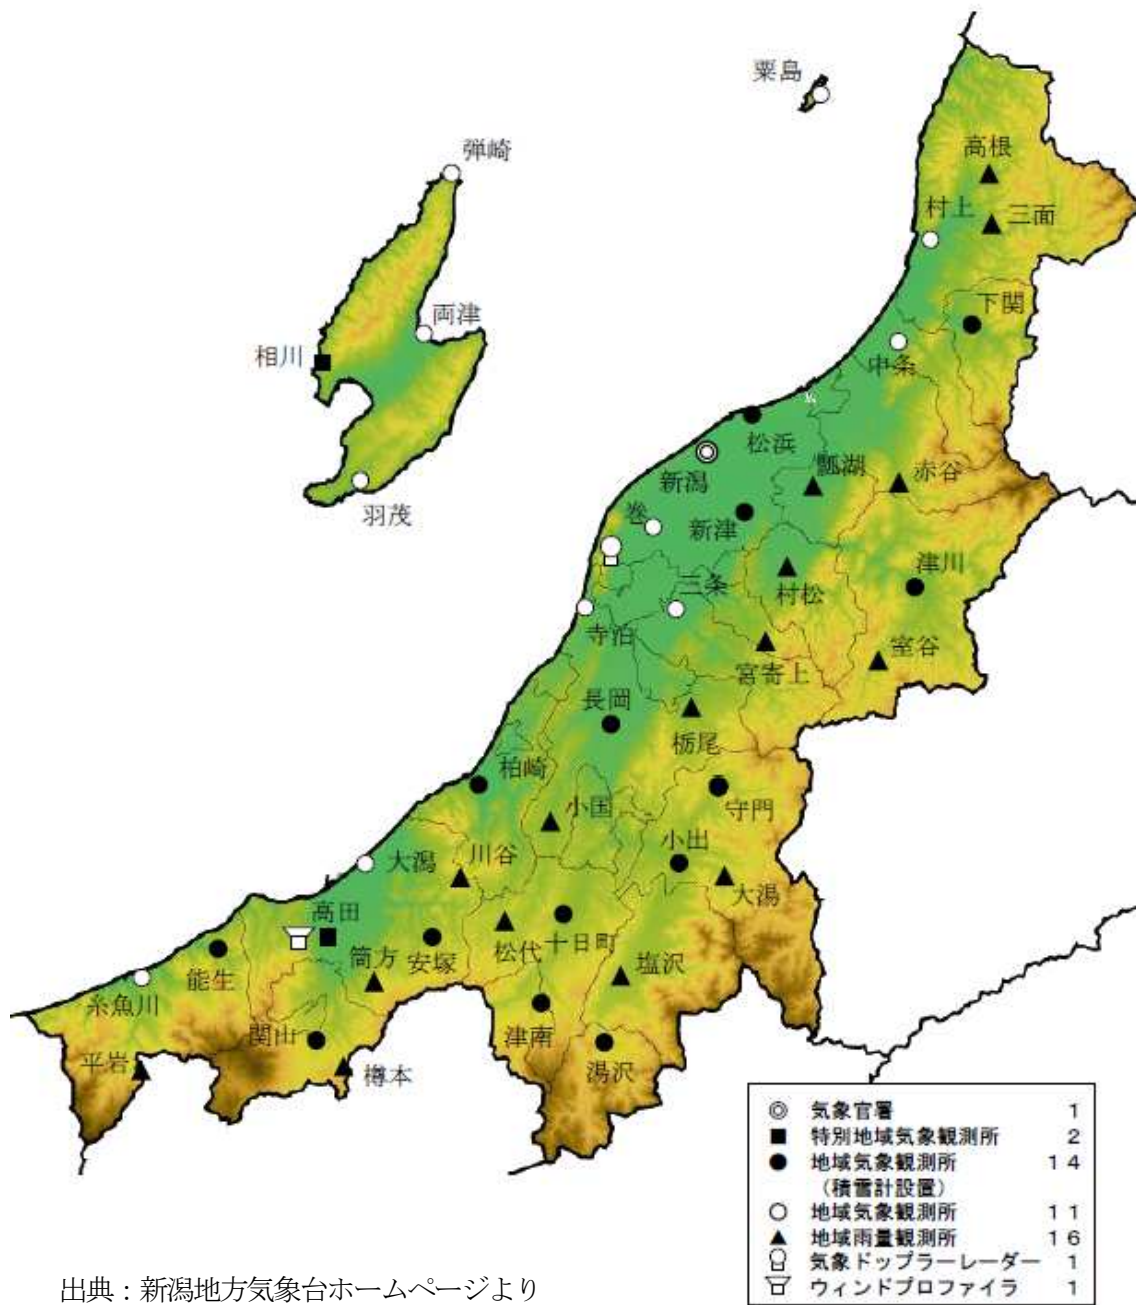 粟島
弾崎
高根
村上
三面
両津
下関
相川
中条
松浜
新潟
瓢湖
赤谷
羽茂
巻
新津
津川
三条
村松
寺泊
宮寄上
室谷
長岡
栃尾
柏崎
小国
守門
大潟
川谷
小出
大湯
高田
松代
十日町
筒方
安塚
塩沢
能生
糸魚川
関山
津南
湯沢
平岩
樽本
◎ 気象官署 1
■ 特別地域気象観測所 2
● 地域気象観測所 14
(積雪計設置)
○ 地域気象観測所 11
▲ 地域雨量観測所 16
気象ドップラーレーダー 1
ウィンドプロファイラ 1
出典：新潟地方気象台ホームページより